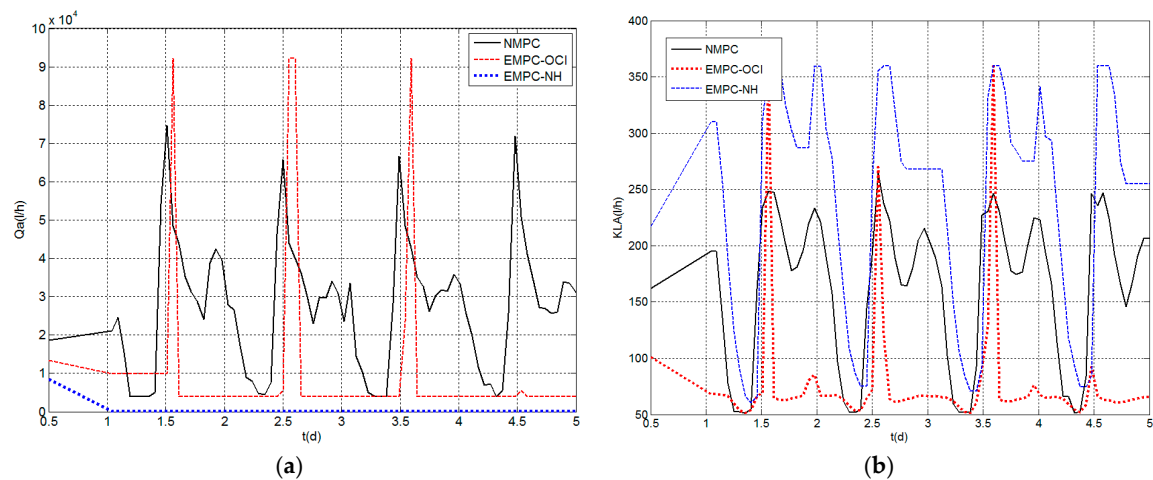 x 10⁴
10
9
8
7
6
5
4
3
2
1
0
Qa(l/h)
0.5 1 1.5 2 2.5 3 3.5 4 4.5 5
t(d)
NMPC
EMPC-OCI
EMPC-NH
(a)
400
350
300
250
200
150
100
50
KLA(l/h)
0.5 1 1.5 2 2.5 3 3.5 4 4.5 5
t(d)
NMPC
EMPC-OCI
EMPC-NH
(b)